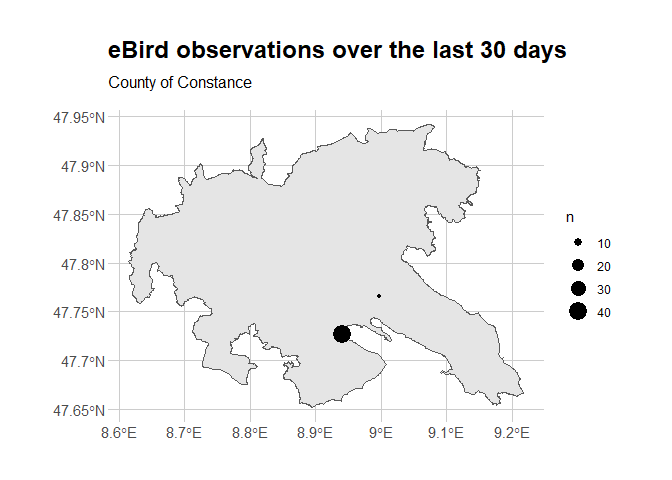 eBird observations over the last 30 days
County of Constance
47.95°N
47.9°N
47.85°N
47.8°N
47.75°N
47.7°N
47.65°N
8.6°E 8.7°E 8.8°E 8.9°E 9°E 9.1°E 9.2°E
n
10
20
30
40